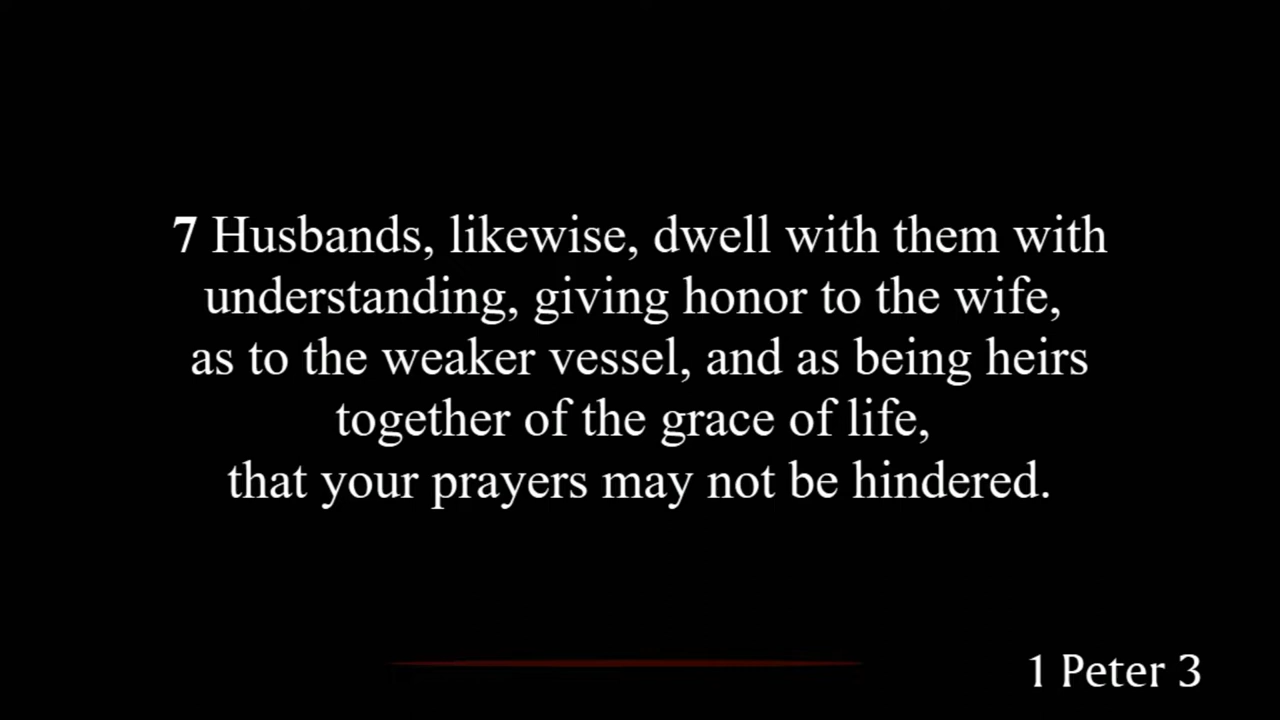 7 Husbands, likewise, dwell with them with
understanding, giving honor to the wife,
as to the weaker vessel, and as being heirs
together of the grace of life,
that your prayers may not be hindered.
1 Peter 3